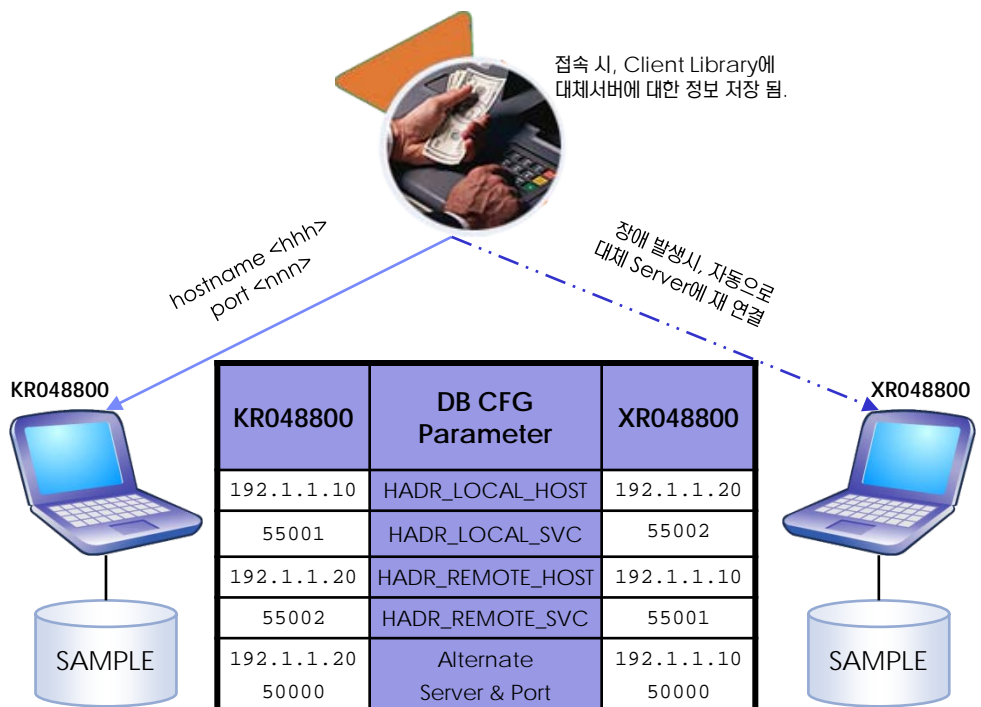 접속 시, Client Library에
대체서버에 대한 정보 저장 됨.
hostname <hhh>
port <nnn>
장애 발생시, 자동으로
대체 Server에 재 연결
KR048800
XR048800
KR048800
DB CFG
Parameter
XR048800
192.1.1.10
HADR_LOCAL_HOST
192.1.1.20
55001
HADR_LOCAL_SVC
55002
192.1.1.20
HADR_REMOTE_HOST
192.1.1.10
55002
HADR_REMOTE_SVC
55001
192.1.1.20
50000
Alternate
Server & Port
192.1.1.10
50000
SAMPLE
SAMPLE